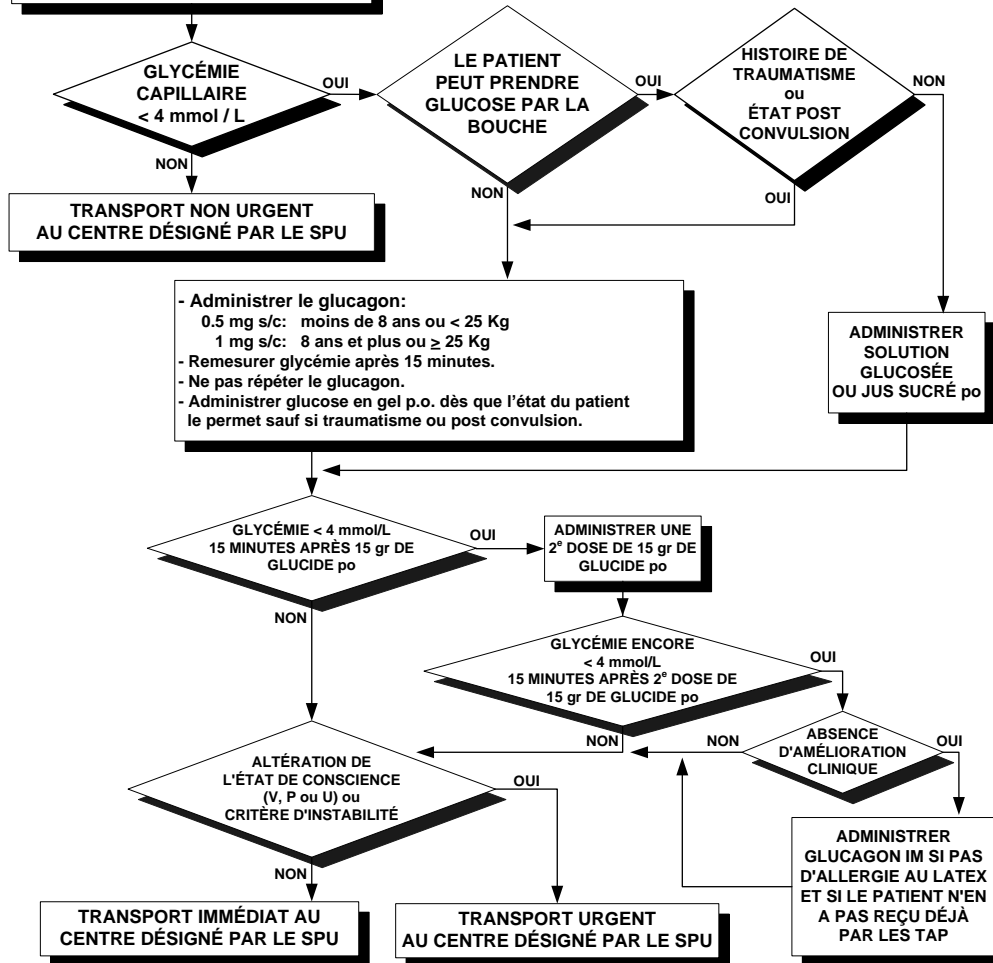 GLYCÉMIE
CAPILLAIRE
< 4 mmol / L
OUI
NON
LE PATIENT
PEUT PRENDRE
GLUCOSE PAR LA
BOUCHE
OUI
NON
HISTOIRE DE
TRAUMATISME
ou
ÉTAT POST
CONVULSION
NON
OUI
TRANSPORT NON URGENT
AU CENTRE DÉSIGNÉ PAR LE SPU
- Administrer le glucagon:
0.5 mg s/c: moins de 8 ans ou < 25 Kg
1 mg s/c: 8 ans et plus ou ≥ 25 Kg
- Remesurer glycémie après 15 minutes.
- Ne pas répéter le glucagon.
- Administrer glucose en gel p.o. dès que l'état du patient
le permet sauf si traumatisme ou post convulsion.
ADMINISTRER
SOLUTION
GLUCOSÉE
OU JUS SUCRÉ po
GLYCÉMIE < 4 mmol/L
15 MINUTES APRÈS 15 gr DE
GLUCIDE po
OUI
NON
ADMINISTRER UNE
2e DOSE DE 15 gr DE
GLUCIDE po
GLYCÉMIE ENCORE
< 4 mmol/L
15 MINUTES APRÈS 2e DOSE DE
15 gr DE GLUCIDE po
OUI
NON
ABSENCE
D'AMÉLIORATION
CLINIQUE
NON
OUI
ALTÉRATION DE
L'ÉTAT DE CONSCIENCE
(V, P ou U) ou
CRITÈRE D'INSTABILITÉ
OUI
NON
ADMINISTRER
GLUCAGON IM SI PAS
D'ALLERGIE AU LATEX
ET SI LE PATIENT N'EN
A PAS REÇU DÉJÀ
PAR LES TAP
TRANSPORT IMMÉDIAT AU
CENTRE DÉSIGNÉ PAR LE SPU
TRANSPORT URGENT
AU CENTRE DÉSIGNÉ PAR LE SPU